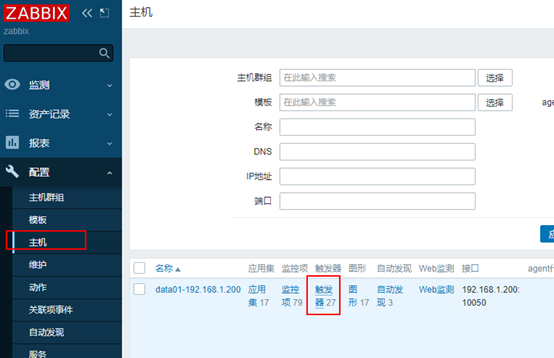 ZABBIX
zabbix
监测
资产记录
报表
配置
主机群组
模板
主机
维护
动作
关联项事件
自动发现
服务
主机
主机群组 在此输入搜索 选择
模板 在此输入搜索 选择
名称
DNS
IP地址
端口
名称 应用集 监控项 触发器 图形 自动发现 Web监测 接口
data01-192.168.1.200 应用集 17 监控项 79 触发器 27 图形 17 自动发现 3 Web监测 192.168.1.200: 10050